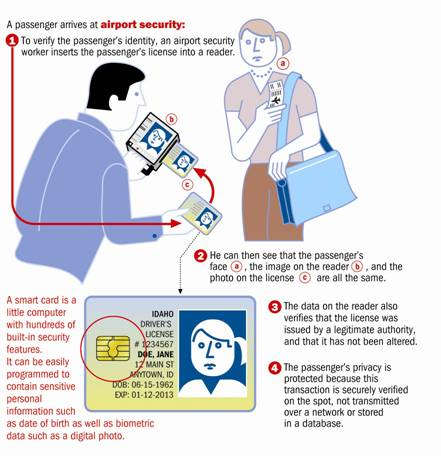 A passenger arrives at airport security:
1 To verify the passenger's identity, an airport security
worker inserts the passenger's license into a reader.
a
b
c
2 He can then see that the passenger's
face a, the image on the reader b, and the
photo on the license c are all the same.
A smart card is a
little computer
with hundreds of
built-in security
features.
It can be easily
programmed to
contain sensitive
personal
information such
as date of birth as well as biometric
data such as a digital photo.
IDAHO
DRIVER'S
LICENSE
# 1234567
DOE, JANE
12 MAIN ST
ANYTOWN, ID
DOB: 06-15-1962
EXP: 01-12-2013
3 The data on the reader also
verifies that the license was
issued by a legitimate authority,
and that it has not been altered.
4 The passenger's privacy is
protected because this
transaction is securely verified
on the spot, not transmitted
over a network or stored
in a database.